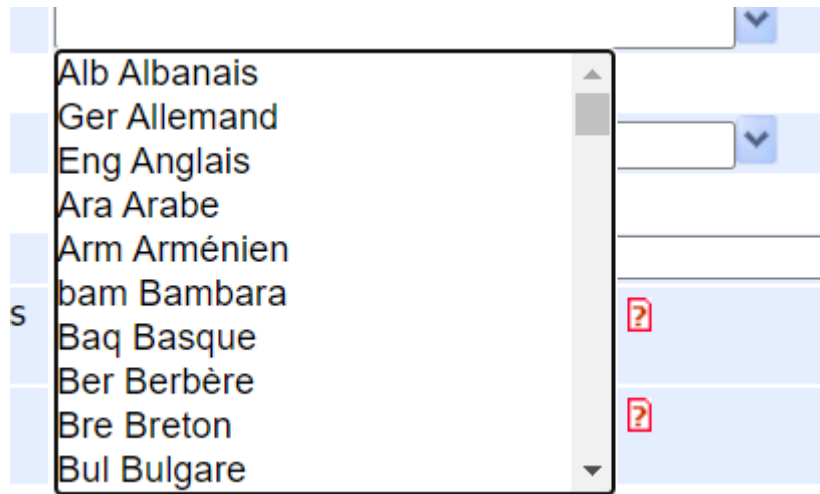 Alb Albanais
Ger Allemand
Eng Anglais
Ara Arabe
Arm Arménien
bam Bambara
s
Baq Basque
Ber Berbère
Bre Breton
Bul Bulgare